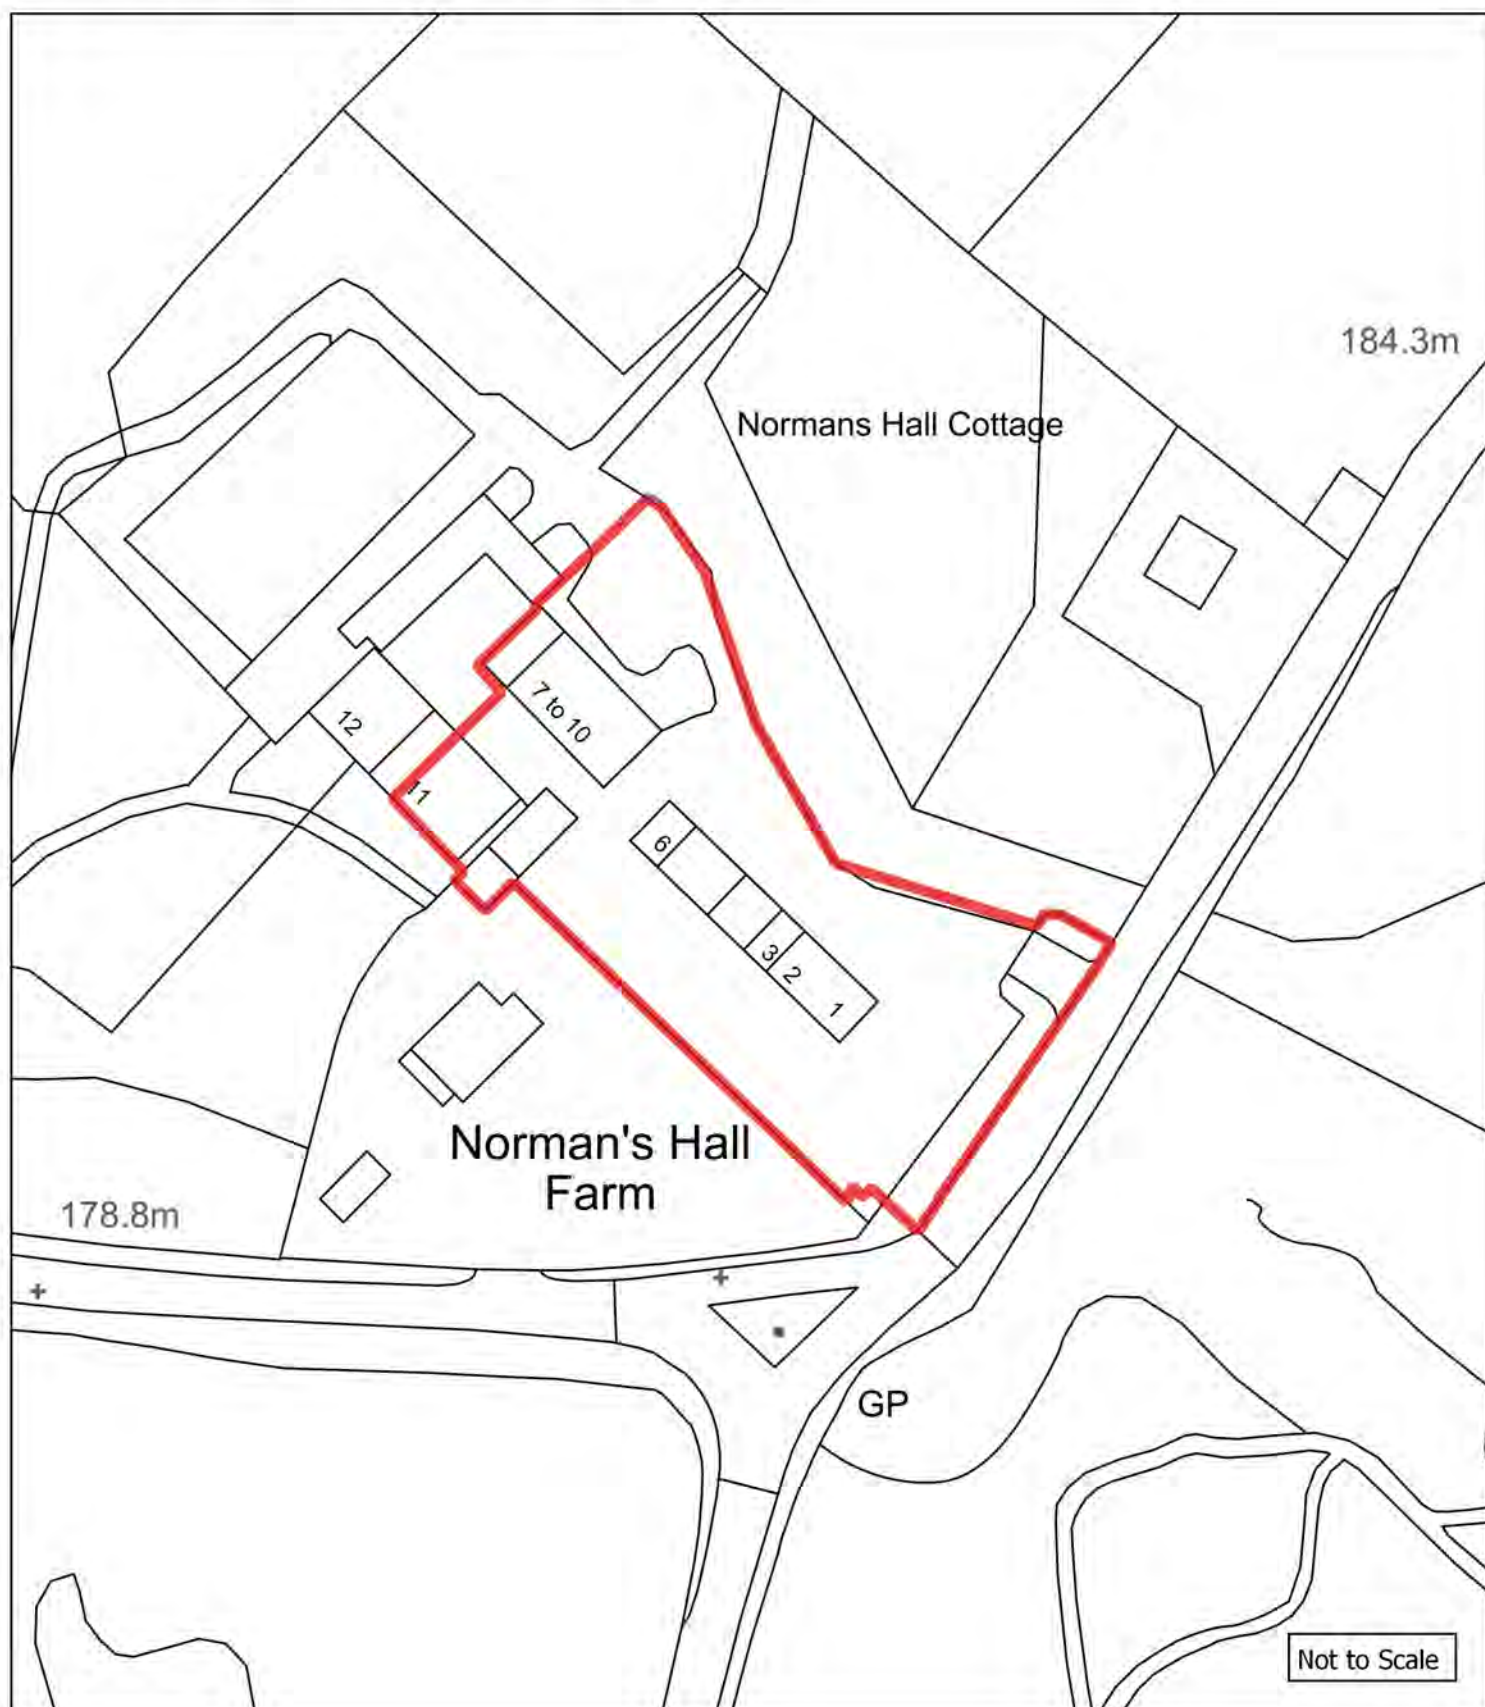 184.3m
Normans Hall Cottage
7 to 10
12
11
6
3
2
1
Norman's Hall
Farm
178.8m
GP
Not to Scale